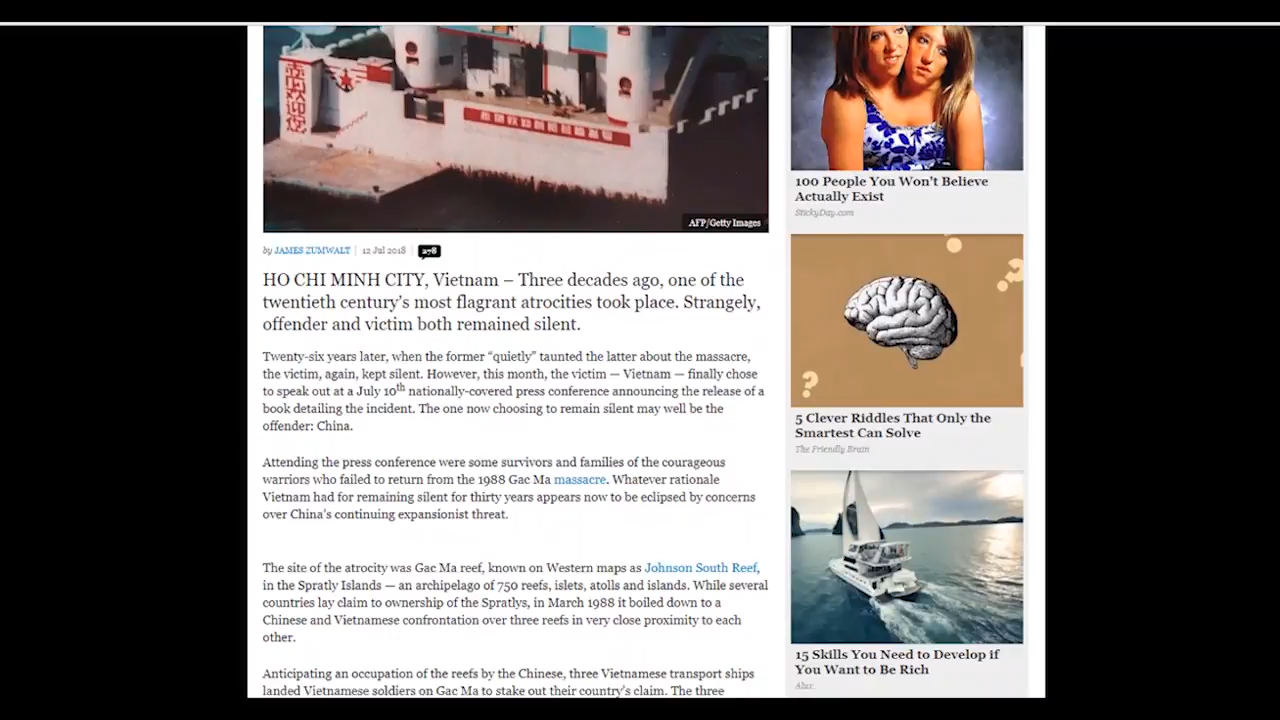 AFP/Getty Images
by JAMES ZUMWALT | 12 Jul 2018 | 278
HO CHI MINH CITY, Vietnam – Three decades ago, one of the
twentieth century's most flagrant atrocities took place. Strangely,
offender and victim both remained silent.
Twenty-six years later, when the former “quietly” taunted the latter about the massacre,
the victim, again, kept silent. However, this month, the victim — Vietnam — finally chose
to speak out at a July 10th nationally-covered press conference announcing the release of a
book detailing the incident. The one now choosing to remain silent may well be the
offender: China.
Attending the press conference were some survivors and families of the courageous
warriors who failed to return from the 1988 Gac Ma massacre. Whatever rationale
Vietnam had for remaining silent for thirty years appears now to be eclipsed by concerns
over China's continuing expansionist threat.
The site of the atrocity was Gac Ma reef, known on Western maps as Johnson South Reef,
in the Spratly Islands — an archipelago of 750 reefs, islets, atolls and islands. While several
countries lay claim to ownership of the Spratlys, in March 1988 it boiled down to a
Chinese and Vietnamese confrontation over three reefs in very close proximity to each
other.
Anticipating an occupation of the reefs by the Chinese, three Vietnamese transport ships
landed Vietnamese soldiers on Gac Ma to stake out their country's claim. The three
100 People You Won't Believe
Actually Exist
StickyDay.com
5 Clever Riddles That Only the
Smartest Can Solve
The Friendly Brain
15 Skills You Need to Develop if
You Want to Be Rich
Alux